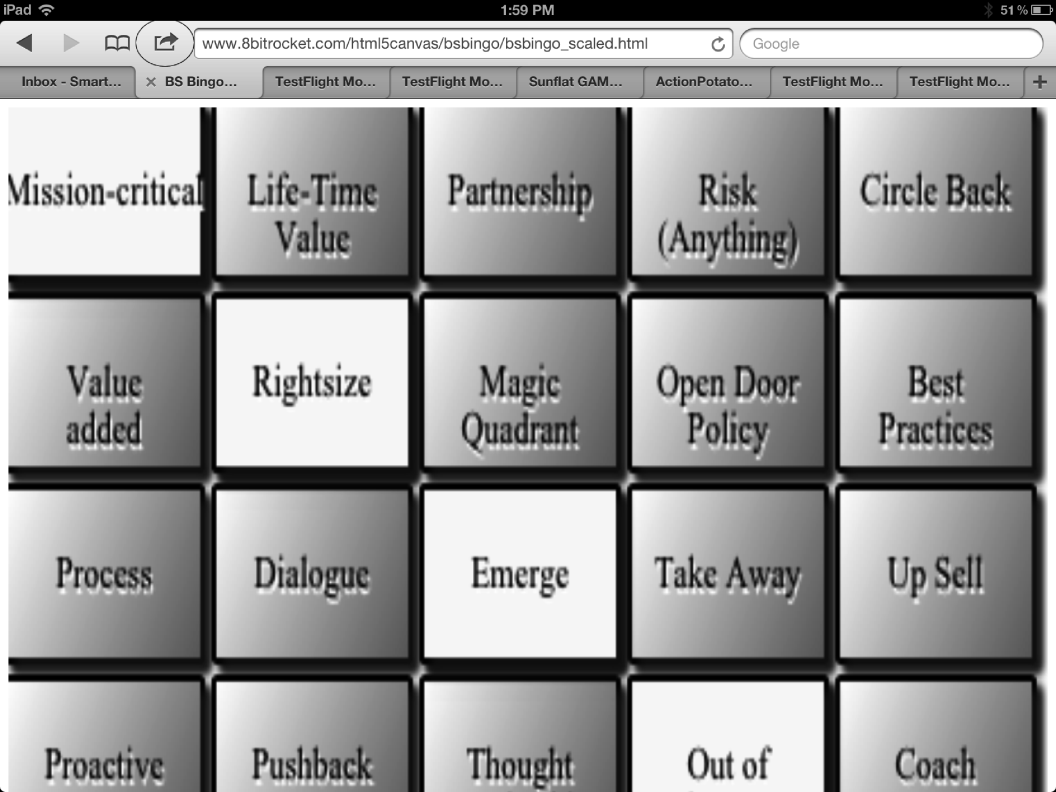 iPad 1:59 PM 51%
www.8bitrocket.com/html5canvas/bsbingo/bsbingo_scaled.html Google
Inbox - Smart... BS Bingo... TestFlight Mo... TestFlight Mo... Sunflat GAM... ActionPotato... TestFlight Mo... TestFlight Mo...
Mission-critical
Life-Time
Value
Partnership
Risk
(Anything)
Circle Back
Value
added
Rightsize
Magic
Quadrant
Open Door
Policy
Best
Practices
Process
Dialogue
Emerge
Take Away
Up Sell
Proactive
Pushback
Thought
Out of
Coach